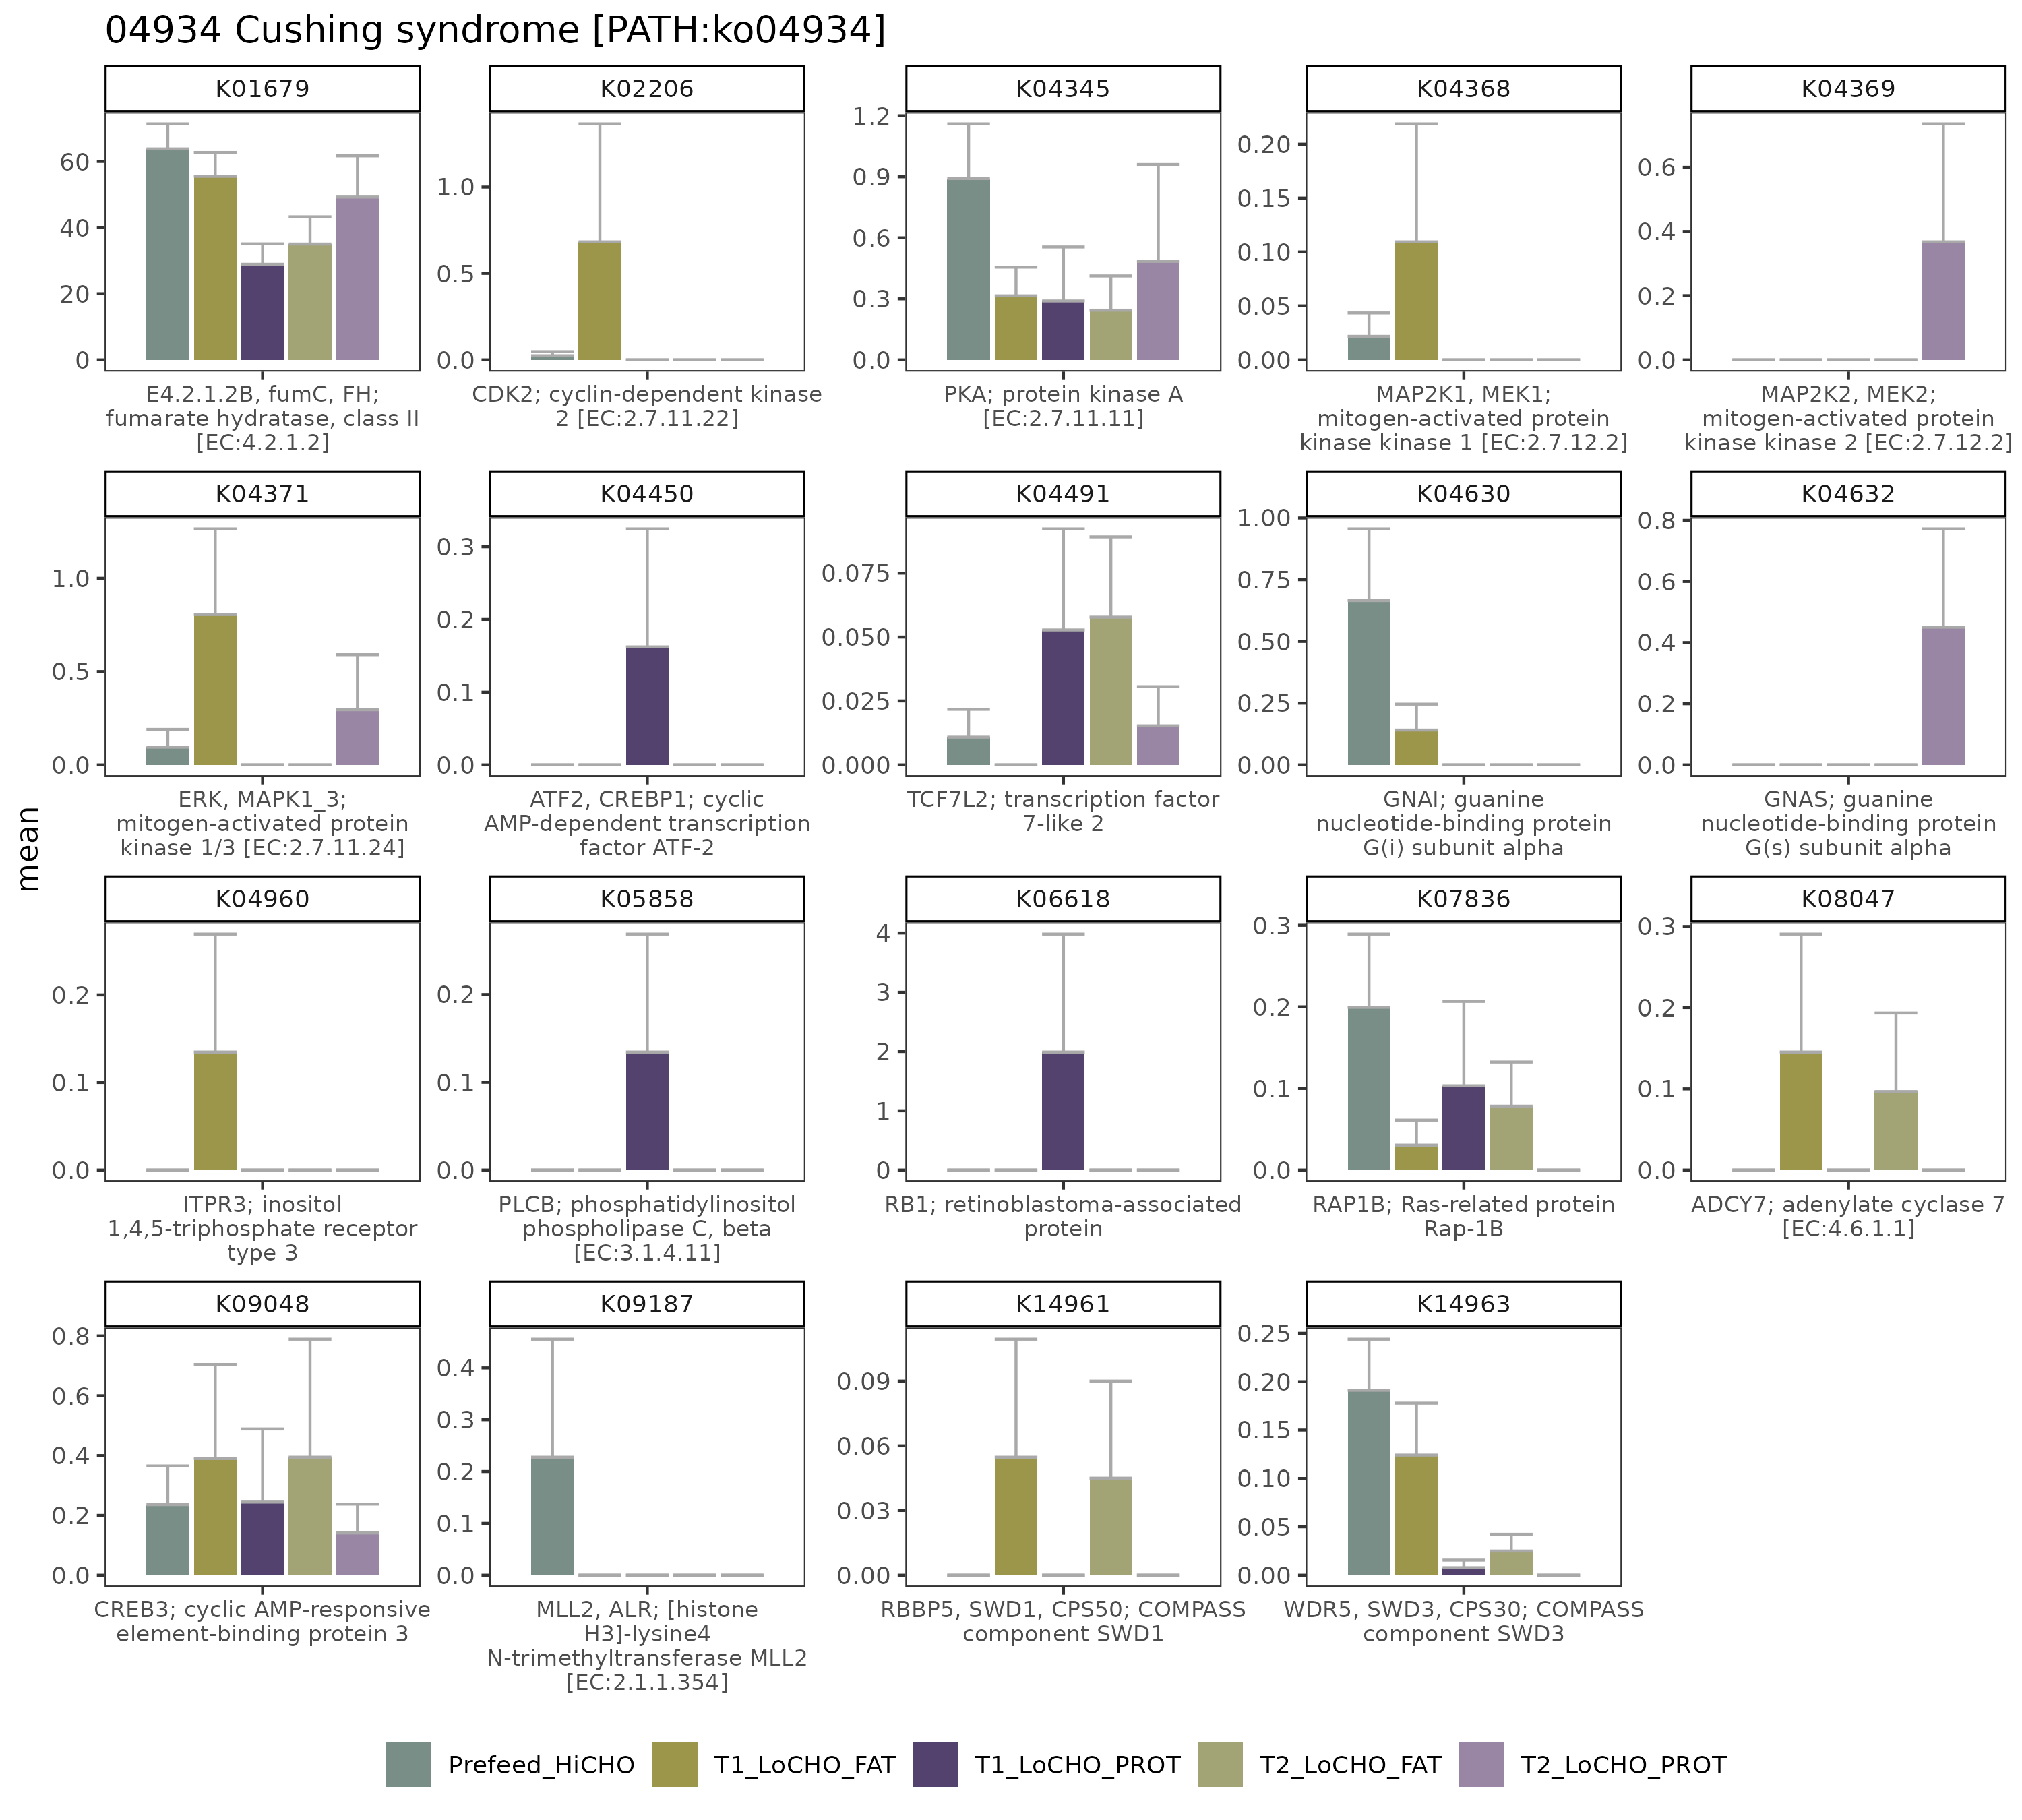 04934 Cushing syndrome [PATH:ko04934]
mean
K01679
60
40
20
0
E4.2.1.2B, fumC, FH;
fumarate hydratase, class II
[EC:4.2.1.2]
K02206
1.0
0.5
0.0
CDK2; cyclin-dependent kinase
2 [EC:2.7.11.22]
K04345
1.2
0.9
0.6
0.3
0.0
PKA; protein kinase A
[EC:2.7.11.11]
K04368
0.20
0.15
0.10
0.05
0.00
MAP2K1, MEK1;
mitogen-activated protein
kinase kinase 1 [EC:2.7.12.2]
K04369
0.6
0.4
0.2
0.0
MAP2K2, MEK2;
mitogen-activated protein
kinase kinase 2 [EC:2.7.12.2]
K04371
1.0
0.5
0.0
ERK, MAPK1_3;
mitogen-activated protein
kinase 1/3 [EC:2.7.11.24]
K04450
0.3
0.2
0.1
0.0
ATF2, CREBP1; cyclic
AMP-dependent transcription
factor ATF-2
K04491
0.075
0.050
0.025
0.000
TCF7L2; transcription factor
7-like 2
K04630
1.00
0.75
0.50
0.25
0.00
GNAI; guanine
nucleotide-binding protein
G(i) subunit alpha
K04632
0.8
0.6
0.4
0.2
0.0
GNAS; guanine
nucleotide-binding protein
G(s) subunit alpha
K04960
0.2
0.1
0.0
ITPR3; inositol
1,4,5-triphosphate receptor
type 3
K05858
0.2
0.1
0.0
PLCB; phosphatidylinositol
phospholipase C, beta
[EC:3.1.4.11]
K06618
4
3
2
1
0
RB1; retinoblastoma-associated
protein
K07836
0.3
0.2
0.1
0.0
RAP1B; Ras-related protein
Rap-1B
K08047
0.3
0.2
0.1
0.0
ADCY7; adenylate cyclase 7
[EC:4.6.1.1]
K09048
0.8
0.6
0.4
0.2
0.0
CREB3; cyclic AMP-responsive
element-binding protein 3
K09187
0.4
0.3
0.2
0.1
0.0
MLL2, ALR; [histone
H3]-lysine4
N-trimethyltransferase MLL2
[EC:2.1.1.354]
K14961
0.09
0.06
0.03
0.00
RBBP5, SWD1, CPS50; COMPASS
component SWD1
K14963
0.25
0.20
0.15
0.10
0.05
0.00
WDR5, SWD3, CPS30; COMPASS
component SWD3
Prefeed_HiCHO
T1_LoCHO_FAT
T1_LoCHO_PROT
T2_LoCHO_FAT
T2_LoCHO_PROT